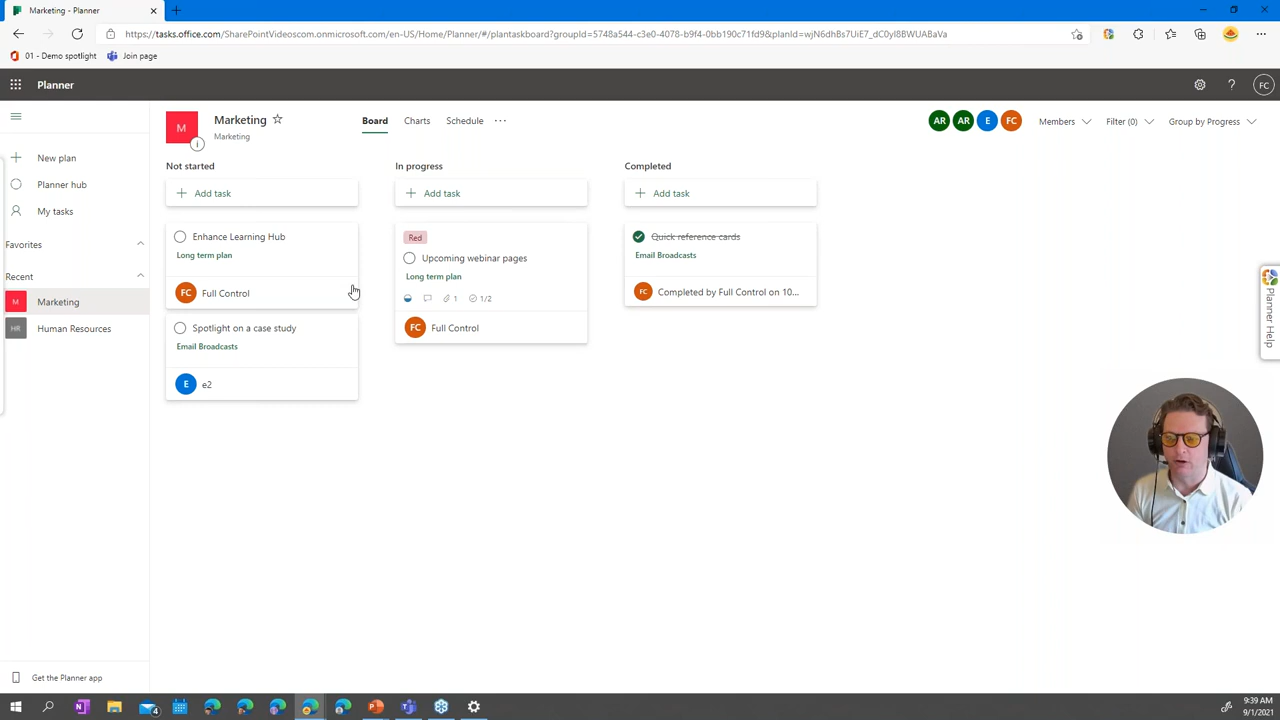 Marketing - Planner
https://tasks.office.com/SharePointVideoscom.onmicrosoft.com/en-US/Home/Planner/#/plantaskboard?groupId=5748a544-c3e0-4078-b9f4-0bb190c71fd9&planId=wjN6dhBs7UiE7_dC0yI8BWUABaVa
01 - Demo spotlight
Join page
Planner
FC
M
Marketing
Marketing
Board
Charts
Schedule
AR
AR
E
FC
Members
Filter (0)
Group by Progress
New plan
Planner hub
My tasks
Favorites
Recent
M
Marketing
HR
Human Resources
Get the Planner app
Not started
Add task
Enhance Learning Hub
Long term plan
FC
Full Control
Spotlight on a case study
Email Broadcasts
E
e2
In progress
Add task
Red
Upcoming webinar pages
Long term plan
1
1/2
FC
Full Control
Completed
Add task
Quick reference cards
Email Broadcasts
FC
Completed by Full Control on 10...
Planner Help
4
9:39 AM
9/1/2021